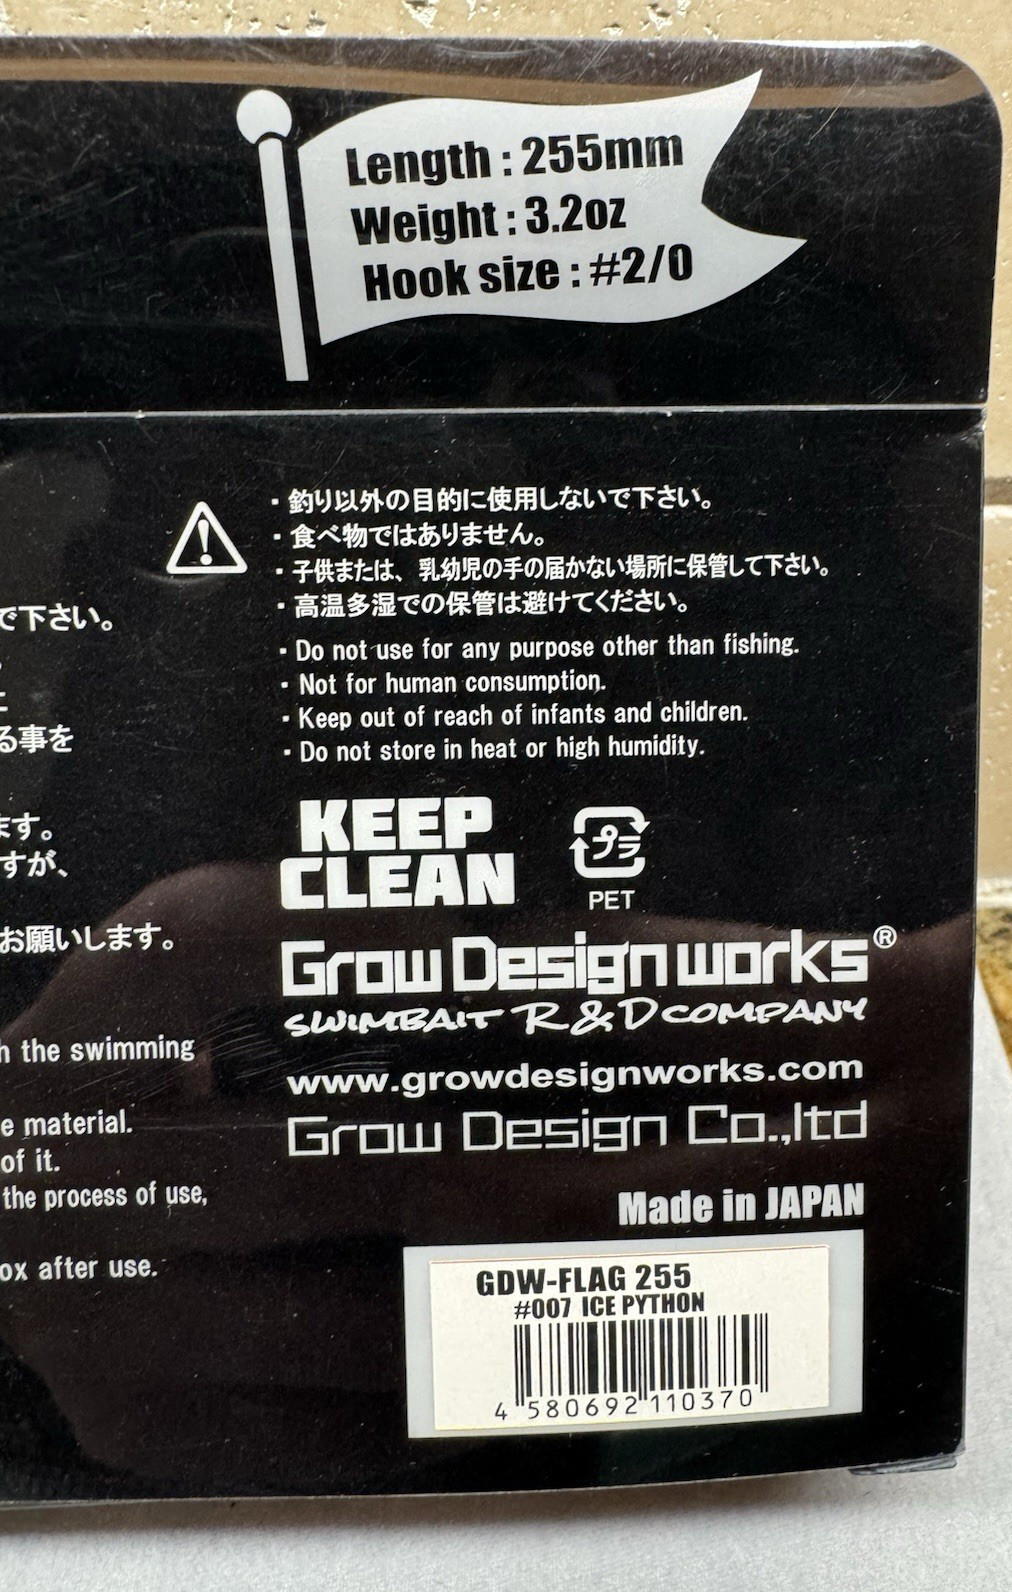 Length : 255mm
Weight : 3.2oz
Hook size : #2/0
・釣り以外の目的に使用しないで下さい。
・食べ物ではありません。
・子供または、乳幼児の手の届かない場所に保管して下さい。
・高温多湿での保管は避けてください。
・Do not use for any purpose other than fishing.
・Not for human consumption.
・Keep out of reach of infants and children.
・Do not store in heat or high humidity.
で下さい。
る事を
ます。
すが、
お願いします。
h the swimming
e material.
of it.
the process of use,
ox after use.
KEEP
CLEAN
プラ
PET
Grow Design works®
SWIMBAIT R&D COMPANY
www.growdesignworks.com
Grow Design Co.,ltd
Made in JAPAN
GDW-FLAG 255
#007 ICE PYTHON
4 580692 110370